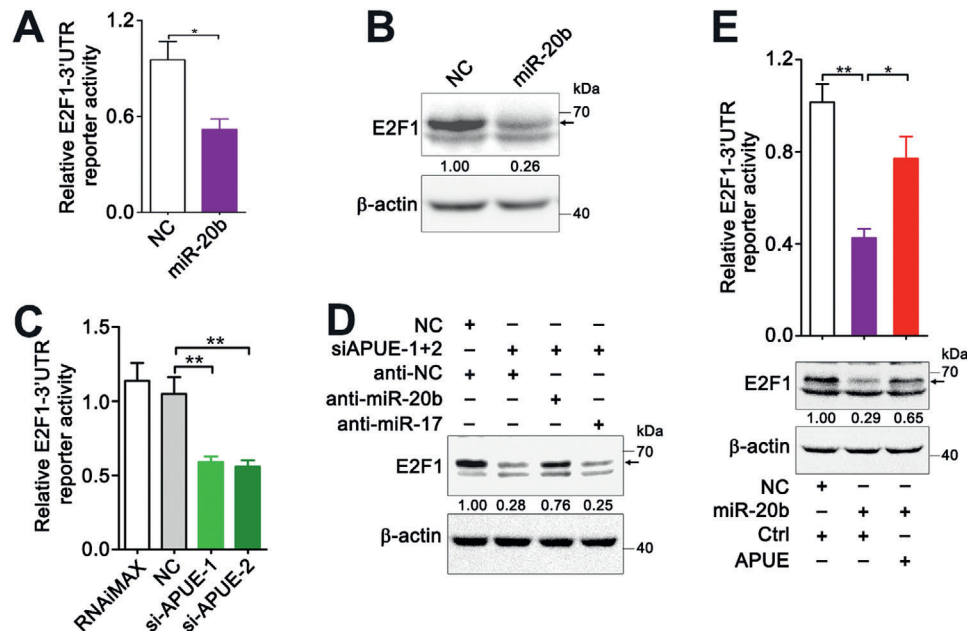 A
Relative E2F1-3'UTR
reporter activity
1.2
0.6
0.0
*
NC
miR-20b
B
NC
miR-20b
kDa
E2F1
70
1.00 0.26
β-actin
40
C
Relative E2F1-3'UTR
reporter activity
1.5
1.0
0.5
0.0
**
**
RNAiMAX
NC
si-APUE-1
si-APUE-2
D
NC + – – –
siAPUE-1+2 – + + +
anti-NC + + – –
anti-miR-20b – – + –
anti-miR-17 – – – +
kDa
E2F1
70
1.00 0.28 0.76 0.25
β-actin
40
E
Relative E2F1-3'UTR
reporter activity
1.2
0.8
0.4
0.0
** *
kDa
E2F1
70
1.00 0.29 0.65
β-actin
40
NC + – –
miR-20b – + +
Ctrl + + –
APUE – – +